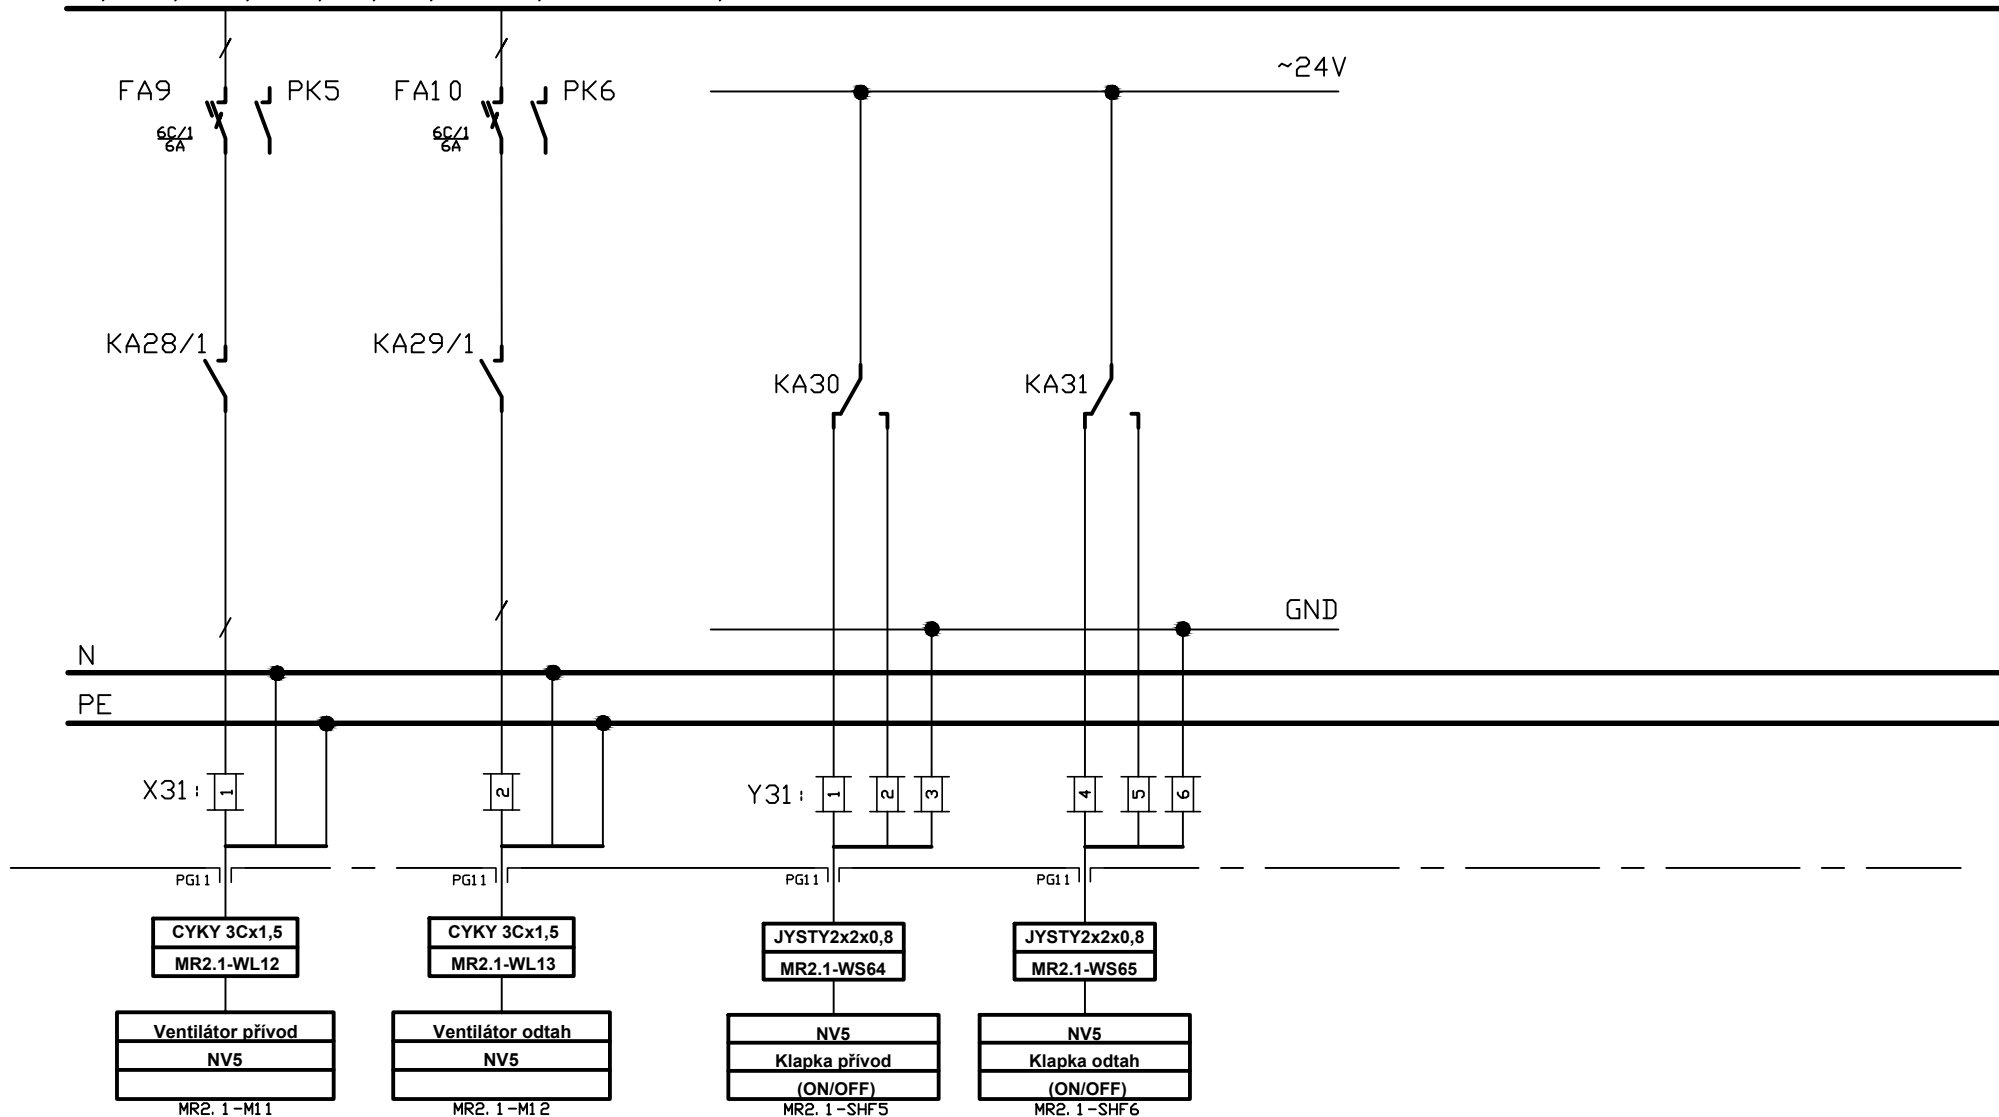 ~24V
FA9
PK5
FA10
PK6
6C/1
6A
6C/1
6A
KA28/1
KA29/1
KA30
KA31
GND
N
PE
X31:
1
2
Y31:
1
2
3
4
5
6
PG11
PG11
PG11
PG11
CYKY 3Cx1,5
MR2.1-WL12
CYKY 3Cx1,5
MR2.1-WL13
JYSTY2x2x0,8
MR2.1-WS64
JYSTY2x2x0,8
MR2.1-WS65
Ventilátor přívod
NV5
MR2.1-M11
Ventilátor odtah
NV5
MR2.1-M12
NV5
Klapka přívod
(ON/OFF)
MR2.1-SHF5
NV5
Klapka odtah
(ON/OFF)
MR2.1-SHF6